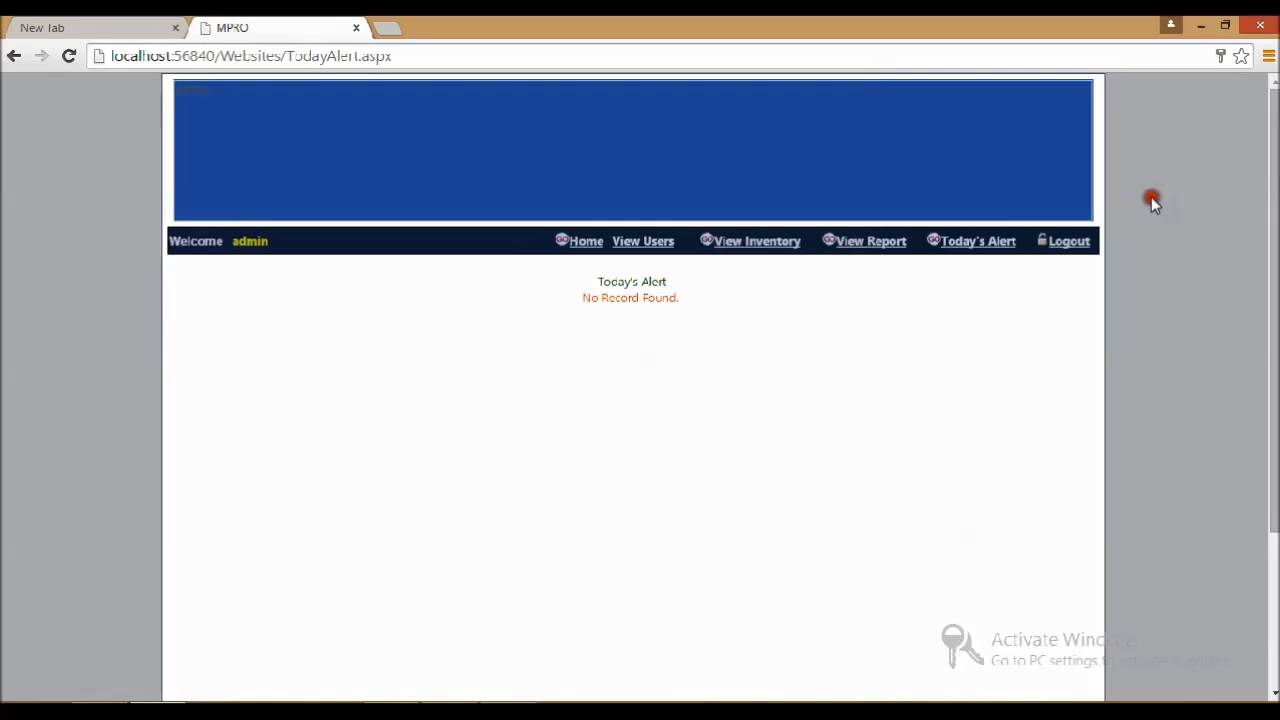 New Tab
MPRO
localhost:56840/Websites/TodayAlert.aspx
Welcome admin
Home View Users View Inventory View Report Today's Alert Logout
Today's Alert
No Record Found.
Activate Windows
Go to PC settings to activate Windows.